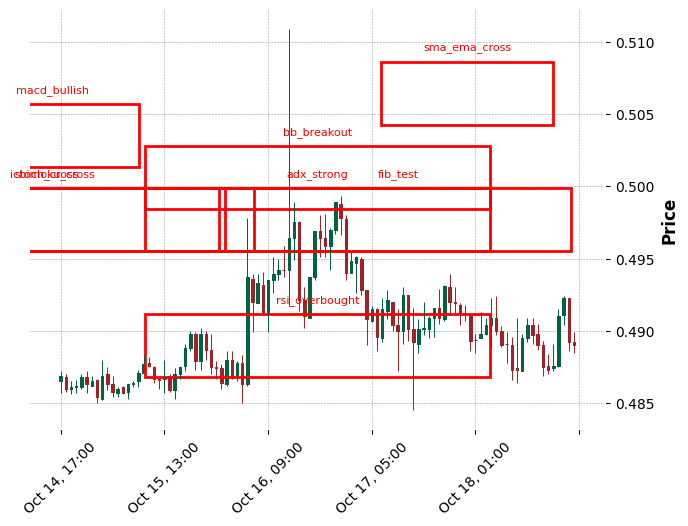 0.510
sma_ema_cross
macd_bullish
0.505
bb_breakout
0.500
stochrsi_cross
adx_strong
fib_test
0.495
rsi_overbought
0.490
0.485
Price
Oct 14, 17:00
Oct 15, 13:00
Oct 16, 09:00
Oct 17, 05:00
Oct 18, 01:00